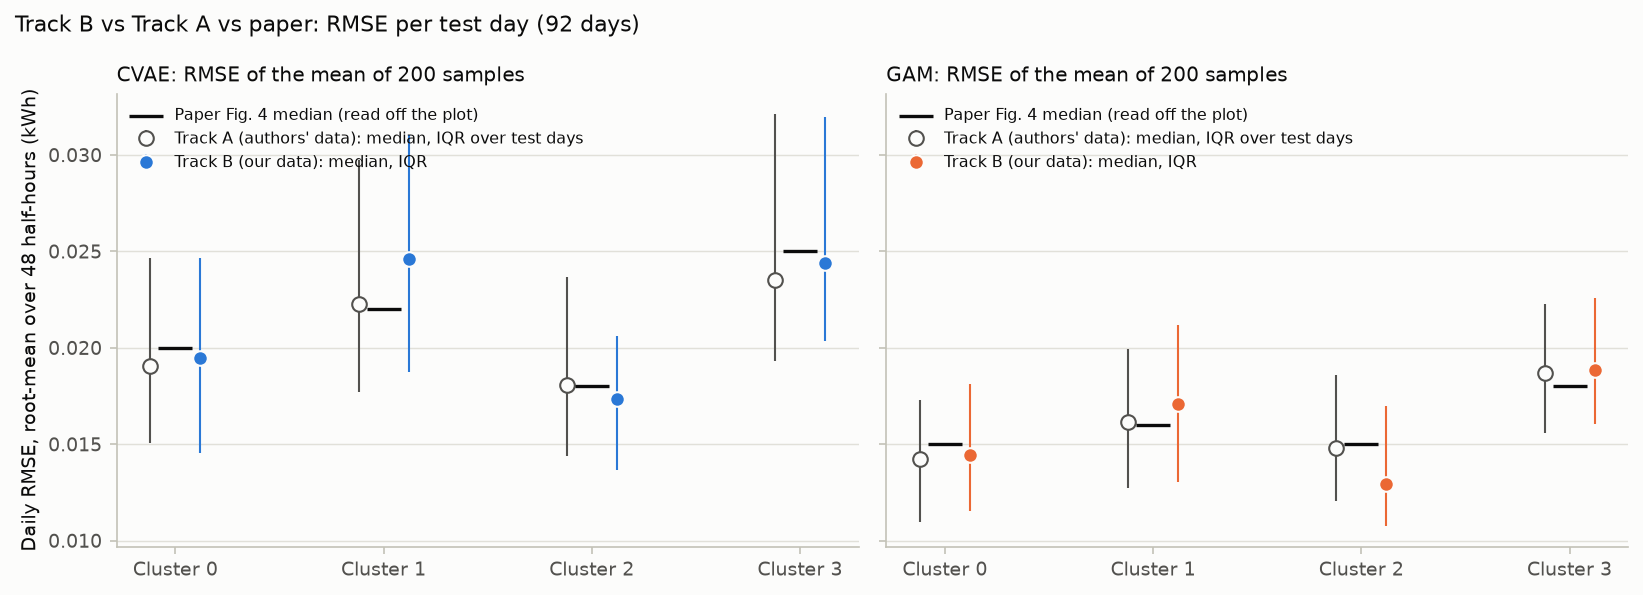 Track B vs Track A vs paper: RMSE per test day (92 days)
CVAE: RMSE of the mean of 200 samples
Daily RMSE, root-mean over 48 half-hours (kWh)
Paper Fig. 4 median (read off the plot)
Track A (authors' data): median, IQR over test days
Track B (our data): median, IQR
0.030
0.025
0.020
0.015
0.010
Cluster 0
Cluster 1
Cluster 2
Cluster 3
GAM: RMSE of the mean of 200 samples
Paper Fig. 4 median (read off the plot)
Track A (authors' data): median, IQR over test days
Track B (our data): median, IQR
Cluster 0
Cluster 1
Cluster 2
Cluster 3